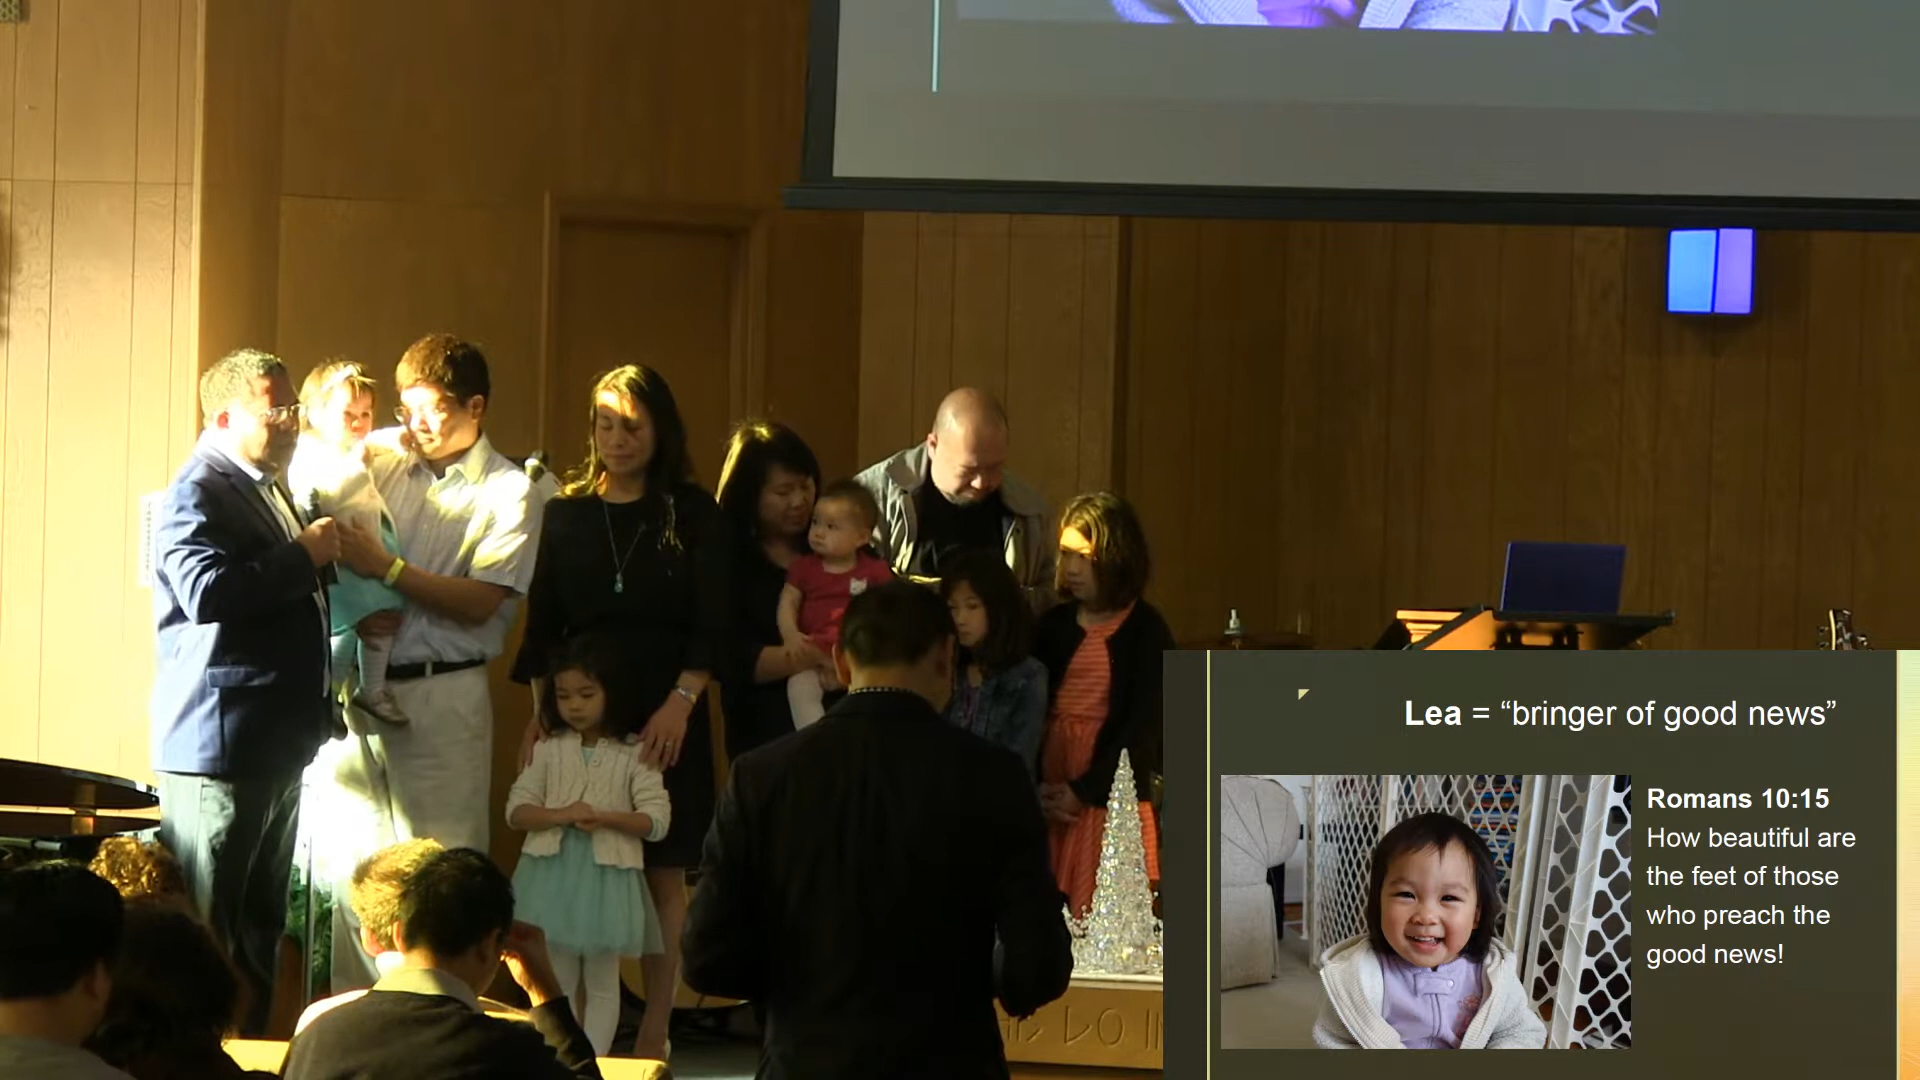 Lea = “bringer of good news”
Romans 10:15
How beautiful are
the feet of those
who preach the
good news!
DO